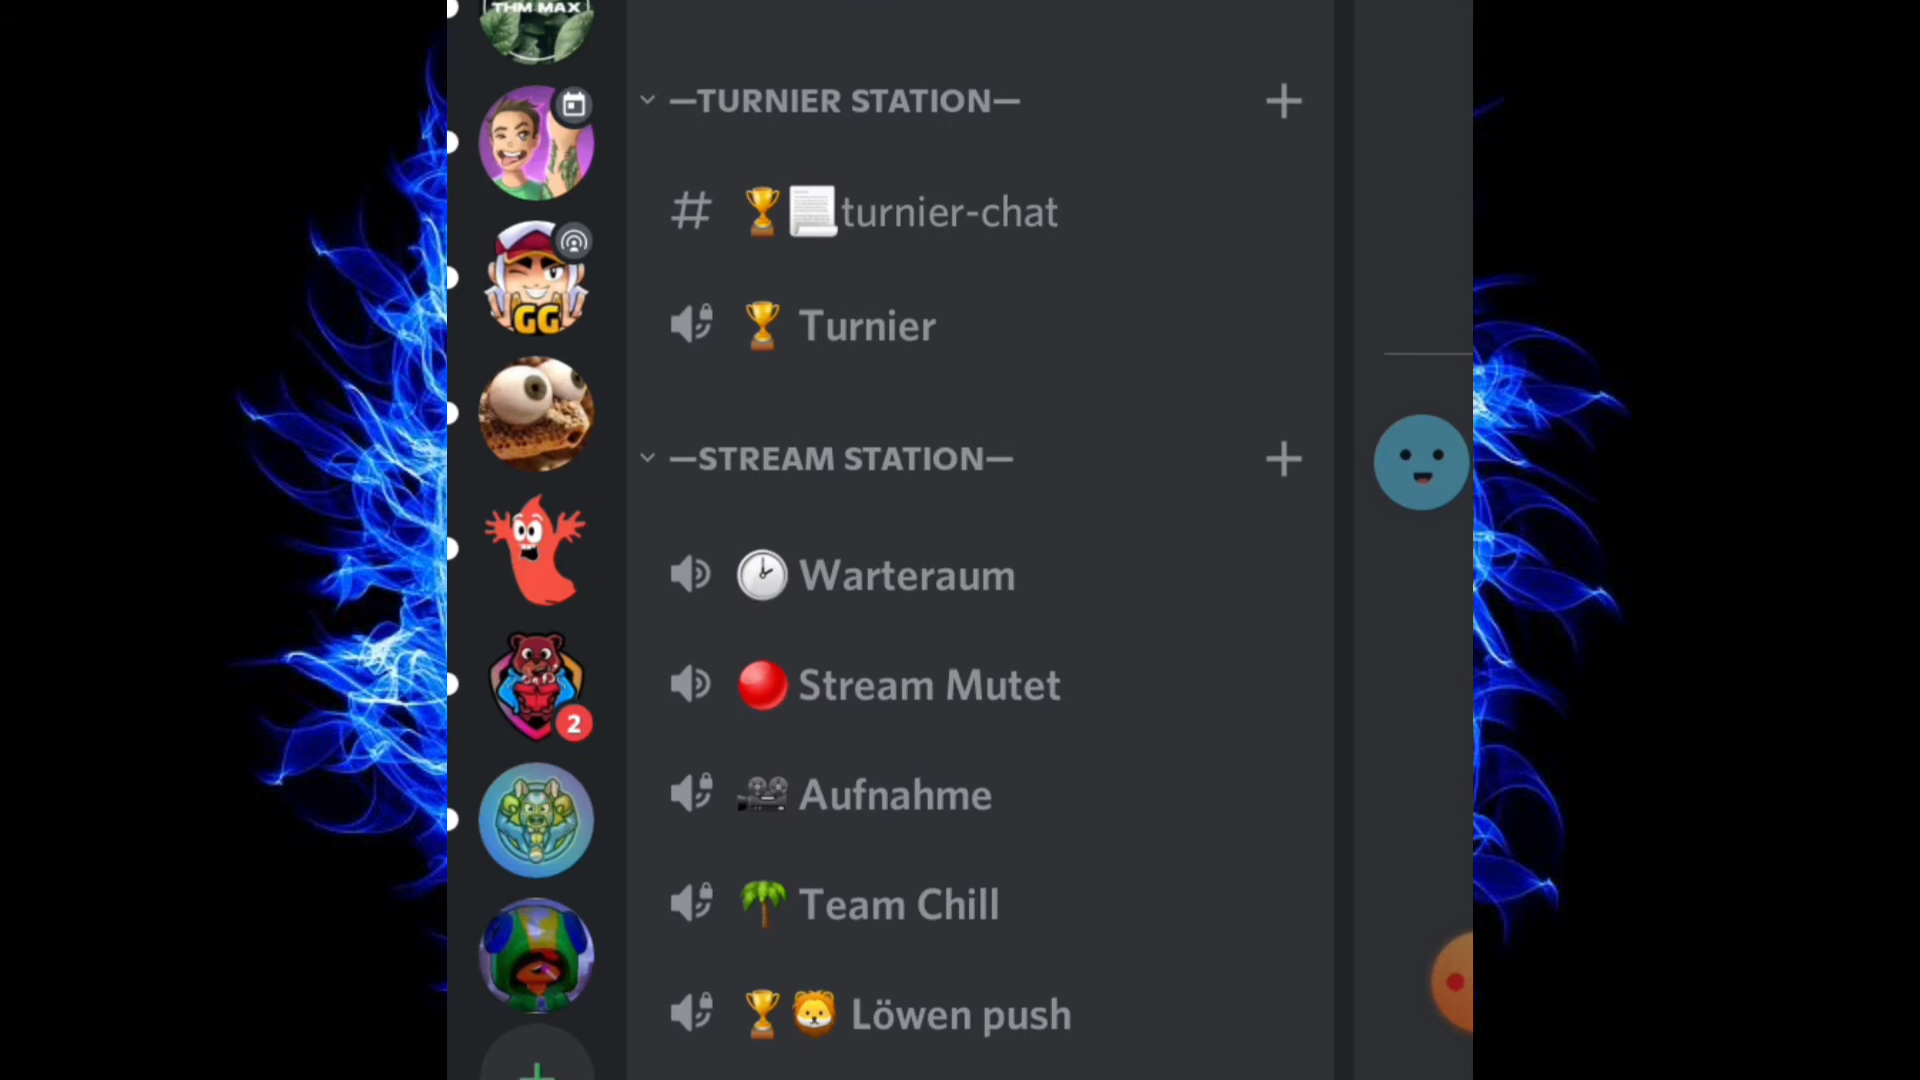 THM MAX
—TURNIER STATION—
turnier-chat
GG
Turnier
—STREAM STATION—
Warteraum
Stream Mutet
2
Aufnahme
Team Chill
Löwen push